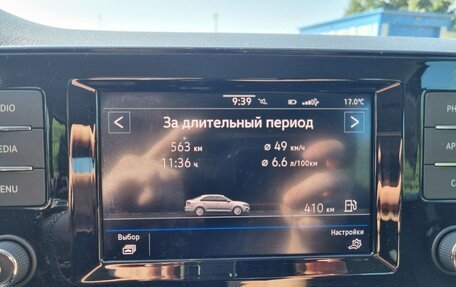 9:39
17.0°C
<
За длительный период
>
563 км
ø 49 км/ч
11:36 ч
ø 6.6 л/100км
410 км
Выбор
Настройки
MENU